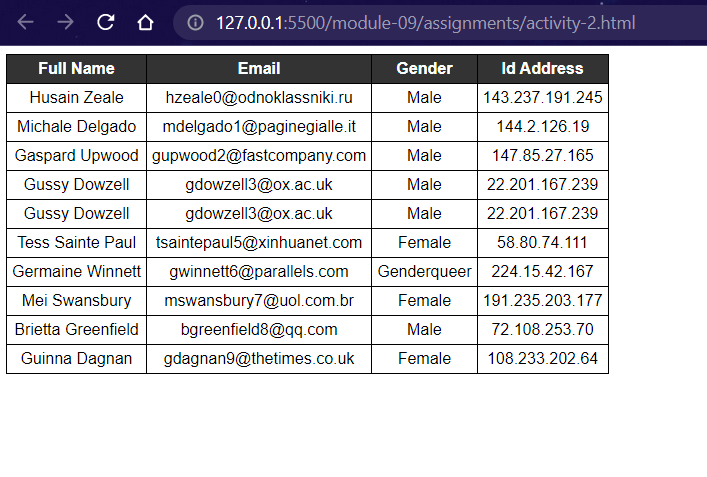 127.0.0.1:5500/module-09/assignments/activity-2.html
Full Name Email Gender Id Address
Husain Zeale hzeale0@odnoklassniki.ru Male 143.237.191.245
Michale Delgado mdelgado1@paginegialle.it Male 144.2.126.19
Gaspard Upwood gupwood2@fastcompany.com Male 147.85.27.165
Gussy Dowzell gdowzell3@ox.ac.uk Male 22.201.167.239
Gussy Dowzell gdowzell3@ox.ac.uk Male 22.201.167.239
Tess Sainte Paul tsaintepaul5@xinhuanet.com Female 58.80.74.111
Germaine Winnett gwinnett6@parallels.com Genderqueer 224.15.42.167
Mei Swansbury mswansbury7@uol.com.br Female 191.235.203.177
Brietta Greenfield bgreenfield8@qq.com Male 72.108.253.70
Guinna Dagnan gdagnan9@thetimes.co.uk Female 108.233.202.64